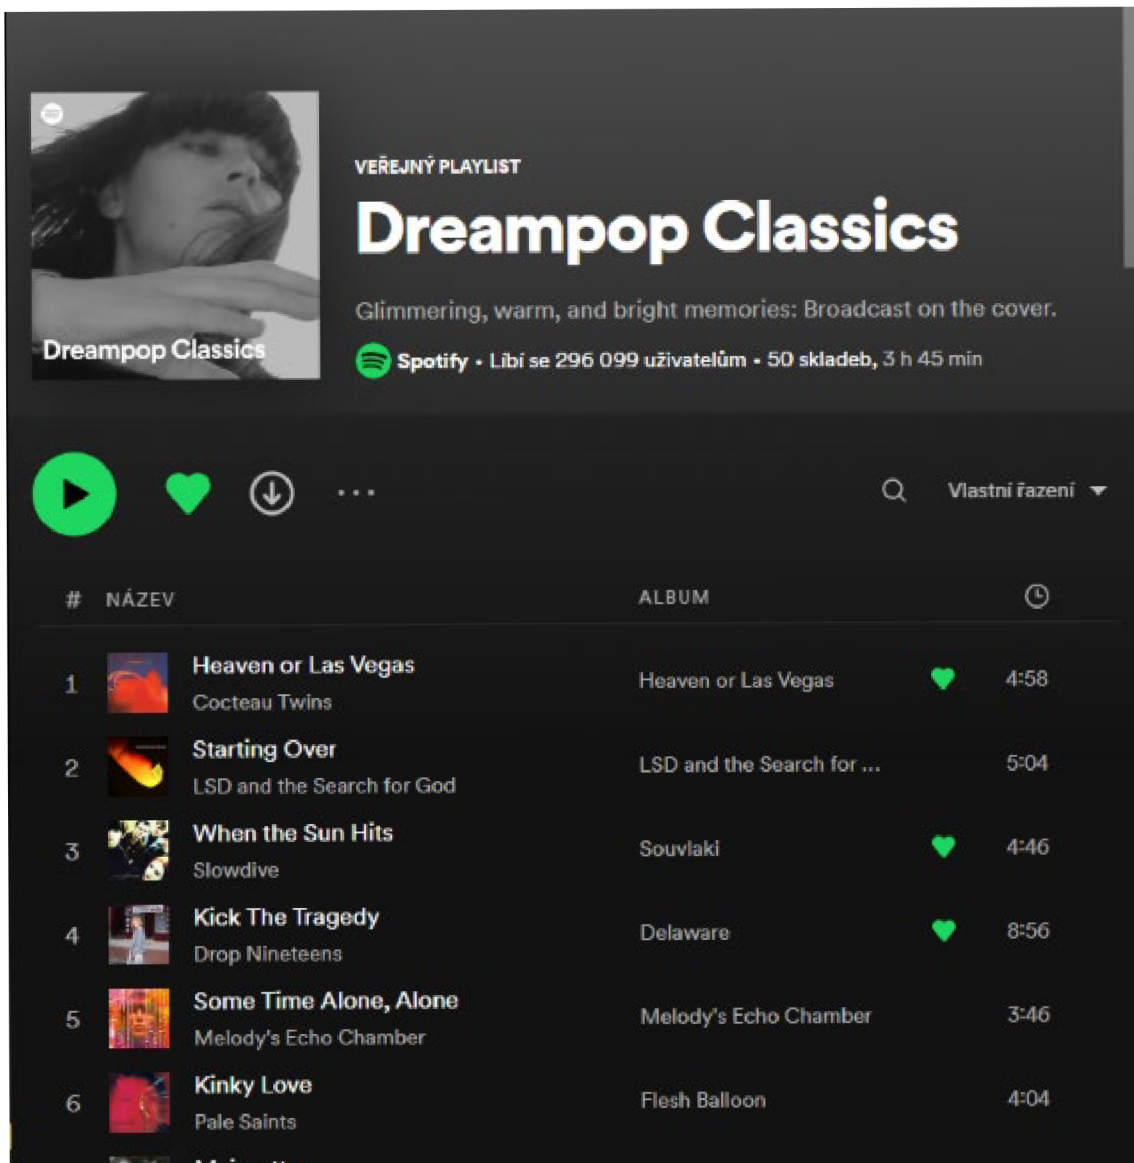 Dreampop Classics
VEŘEJNÝ PLAYLIST
Dreampop Classics
Glimmering, warm, and bright memories: Broadcast on the cover.
Spotify • Líbí se 296 099 uživatelům • 50 skladeb, 3 h 45 min
Vlastní řazení
# NÁZEV ALBUM
1 Heaven or Las Vegas
Cocteau Twins
Heaven or Las Vegas 4:58
2 Starting Over
LSD and the Search for God
LSD and the Search for ... 5:04
3 When the Sun Hits
Slowdive
Souvlaki 4:46
4 Kick The Tragedy
Drop Nineteens
Delaware 8:56
5 Some Time Alone, Alone
Melody's Echo Chamber
Melody's Echo Chamber 3:46
6 Kinky Love
Pale Saints
Flesh Balloon 4:04